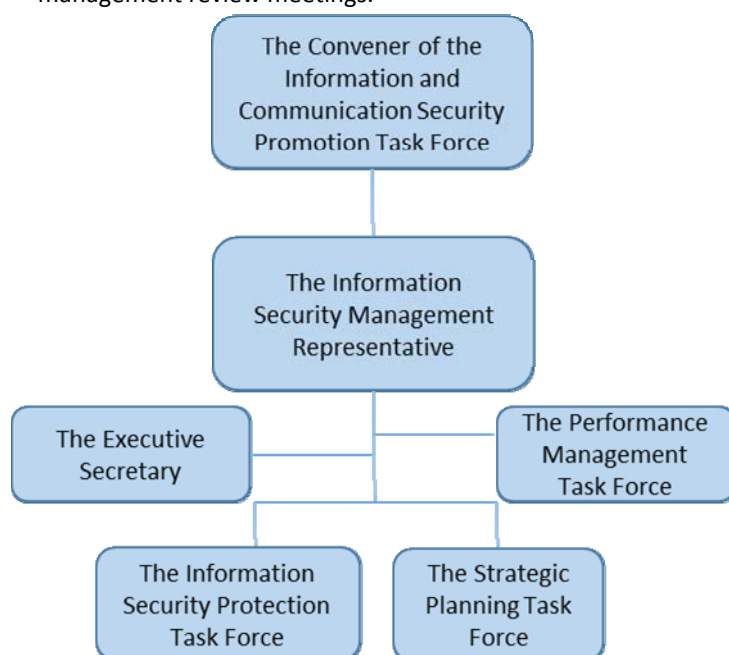 management review meetings.
The Convener of the
Information and
Communication Security
Promotion Task Force
The Information
Security Management
Representative
The Executive
Secretary
The Performance
Management
Task Force
The Information
Security Protection
Task Force
The Strategic
Planning Task
Force